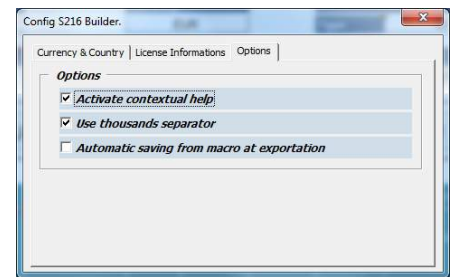 Config S216 Builder.
Currency & Country
License Informations
Options
Options
Activate contextual help
Use thousands separator
Automatic saving from macro at exportation